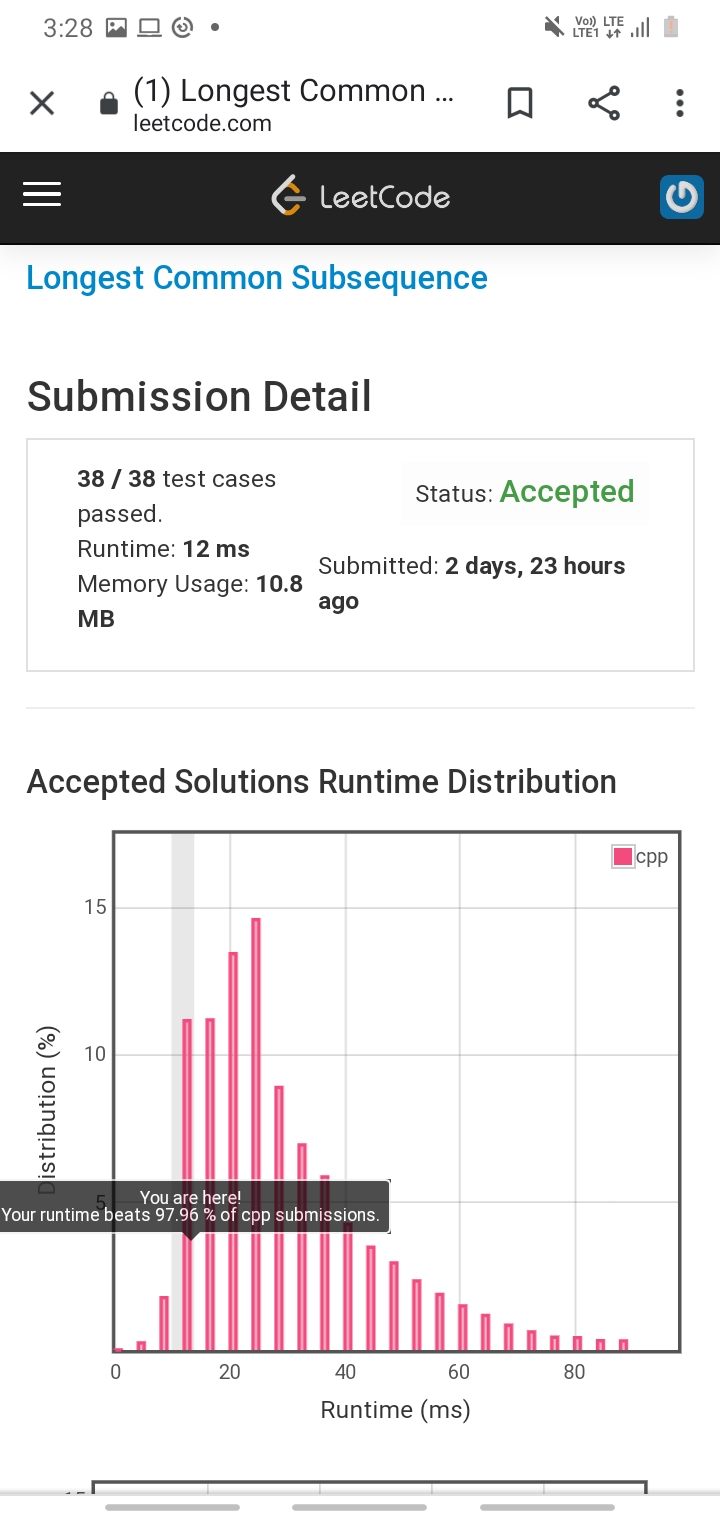 3:28
Vo)) LTE
LTE1
(1) Longest Common ...
leetcode.com
LeetCode
Longest Common Subsequence
Submission Detail
38 / 38 test cases
passed.
Runtime: 12 ms
Memory Usage: 10.8
MB
Status: Accepted
Submitted: 2 days, 23 hours
ago
Accepted Solutions Runtime Distribution
cpp
15
10
5
Distribution (%)
You are here!
Your runtime beats 97.96 % of cpp submissions.
0 20 40 60 80
Runtime (ms)